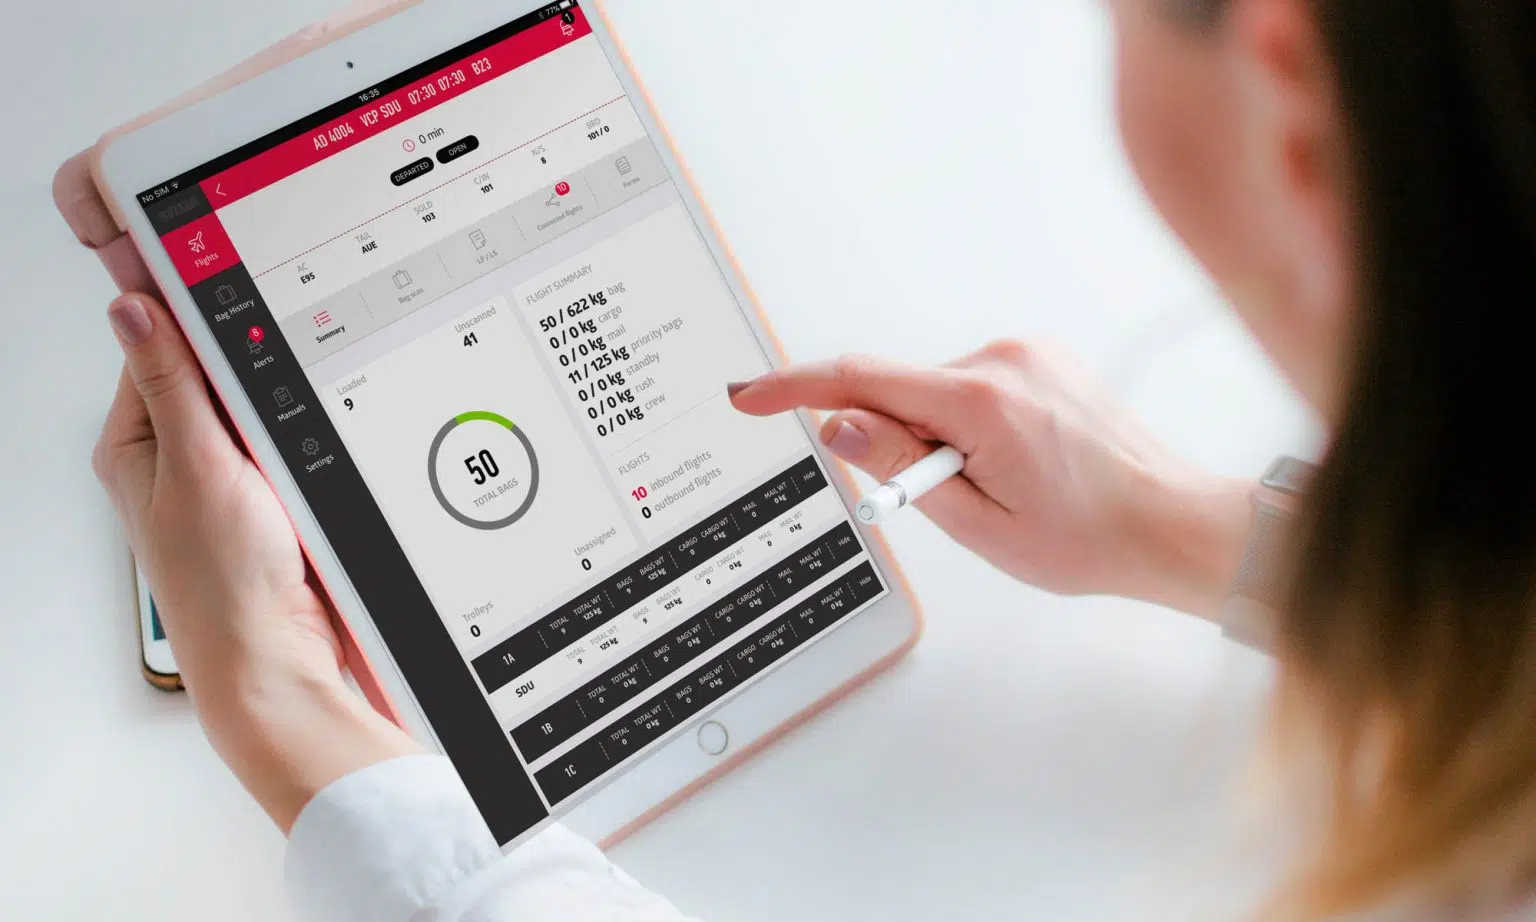 No SIM
16:35
77%
1
AD 4004 VCP SDU 07:30 07:30 B23
0 min
DEPARTED OPEN
AC TAIL SOLD C/IN N/S BRD
E95 AUE 103 101 8 101 / 0
Flights
Bag History
8
Alerts
Manuals
Settings
Summary
Bag scan
LP / LS
10
Connected flights
Forms
Loaded
9
Unscanned
41
50
TOTAL BAGS
Unassigned
0
Trolleys
0
FLIGHT SUMMARY
50 / 622 kg bag
0 / 0 kg cargo
0 / 0 kg mail
11 / 125 kg priority bags
0 / 0 kg standby
0 / 0 kg rush
0 / 0 kg crew
FLIGHTS
10 inbound flights
0 outbound flights
1A TOTAL TOTAL WT BAGS BAGS WT CARGO CARGO WT MAIL MAIL WT Hide
9 125 kg 9 125 kg 0 0 kg 0 0 kg
SDU TOTAL TOTAL WT BAGS BAGS WT CARGO CARGO WT MAIL MAIL WT
9 125 kg 9 125 kg 0 0 kg 0 0 kg
1B TOTAL TOTAL WT BAGS BAGS WT CARGO CARGO WT MAIL MAIL WT Hide
0 0 kg 0 0 kg 0 0 kg 0 0 kg
1C TOTAL TOTAL WT BAGS BAGS WT CARGO CARGO WT MAIL MAIL WT Hide
0 0 kg 0 0 kg 0 0 kg 0 0 kg